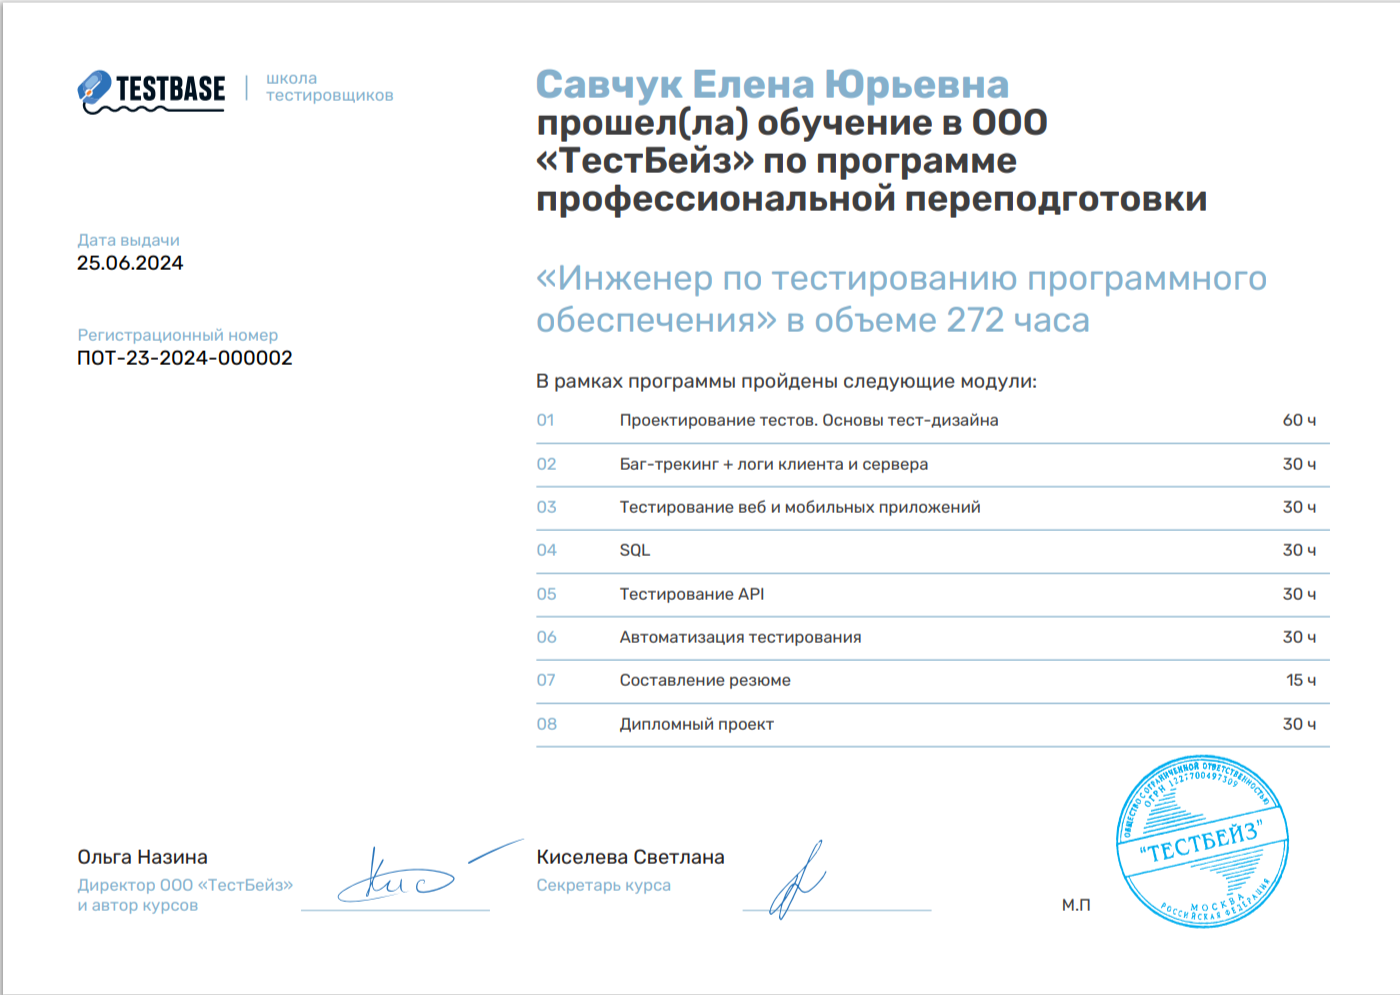 TESTBASE
школа
тестировщиков
Дата выдачи
25.06.2024
Регистрационный номер
ПОТ-23-2024-000002
Савчук Елена Юрьевна
прошел(ла) обучение в ООО
«ТестБейз» по программе
профессиональной переподготовки
«Инженер по тестированию программного
обеспечения» в объеме 272 часа
В рамках программы пройдены следующие модули:
01 Проектирование тестов. Основы тест-дизайна 60 ч
02 Баг-трекинг + логи клиента и сервера 30 ч
03 Тестирование веб и мобильных приложений 30 ч
04 SQL 30 ч
05 Тестирование API 30 ч
06 Автоматизация тестирования 30 ч
07 Составление резюме 15 ч
08 Дипломный проект 30 ч
Ольга Назина
Директор ООО «ТестБейз»
и автор курсов
Киселева Светлана
Секретарь курса
М.П
ОБЩЕСТВО С ОГРАНИЧЕННОЙ ОТВЕТСТВЕННОСТЬЮ
ОГРН 1227700497309
"ТЕСТБЕЙЗ"
МОСКВА
РОССИЙСКАЯ ФЕДЕРАЦИЯ